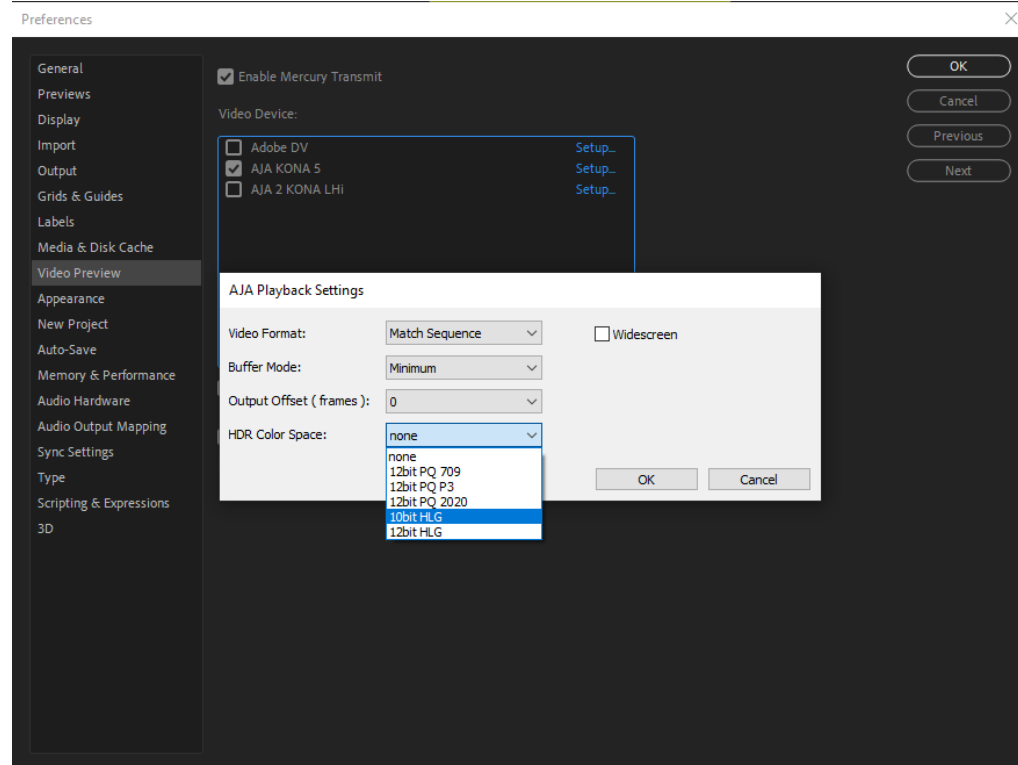 Preferences
General
Previews
Display
Import
Output
Grids & Guides
Labels
Media & Disk Cache
Video Preview
Appearance
New Project
Auto-Save
Memory & Performance
Audio Hardware
Audio Output Mapping
Sync Settings
Type
Scripting & Expressions
3D
Enable Mercury Transmit
Video Device:
Adobe DV Setup...
AJA KONA 5 Setup...
AJA 2 KONA LHi Setup...
OK
Cancel
Previous
Next
AJA Playback Settings
Video Format: Match Sequence Widescreen
Buffer Mode: Minimum
Output Offset ( frames ): 0
HDR Color Space: none
none
12bit PQ 709
12bit PQ P3
12bit PQ 2020
10bit HLG
12bit HLG
OK Cancel